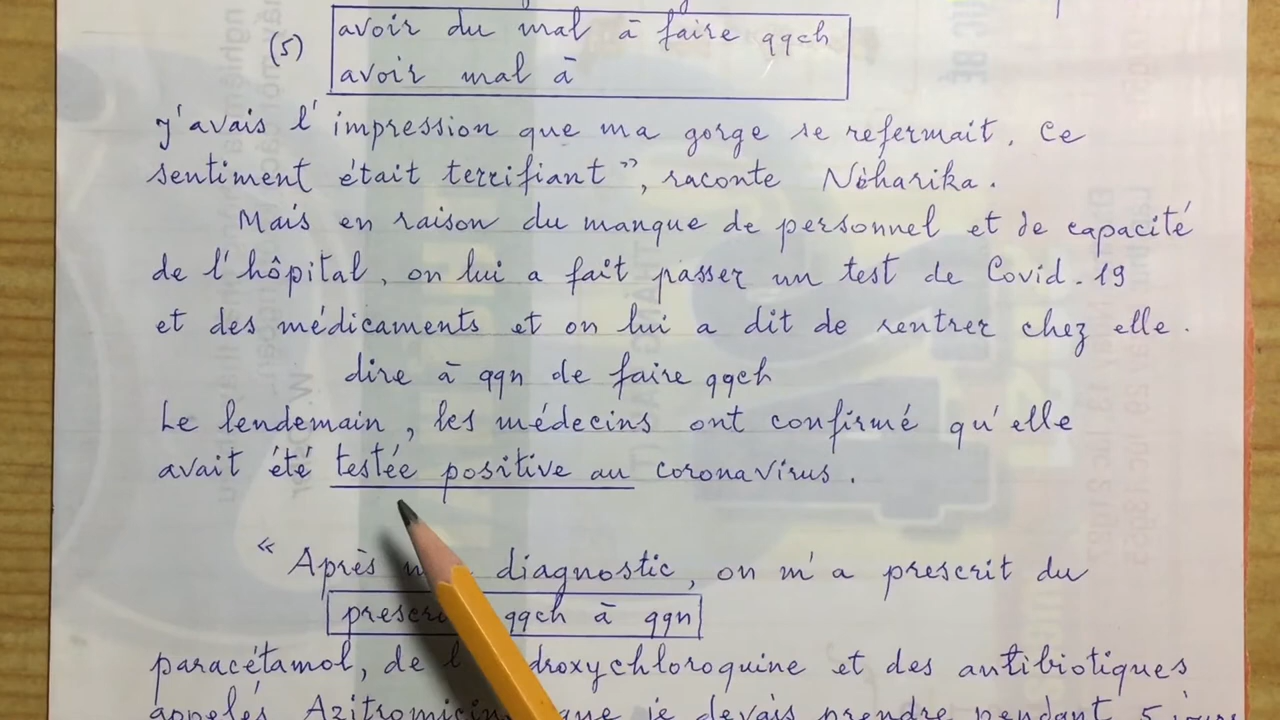 (5) avoir du mal à faire qqch
avoir mal à
J'avais l'impression que ma gorge se refermait. Ce
sentiment était terrifiant", raconte Niharika.
Mais en raison du manque de personnel et de capacité
de l'hôpital, on lui a fait passer un test de Covid-19
et des médicaments et on lui a dit de rentrer chez elle.
dire à qqn de faire qqch
Le lendemain, les médecins ont confirmé qu'elle
avait été testée positive au coronavirus.
" Après diagnostic, on m'a prescrit du
qqch à qqn
paracétamol, de antibiotiques et des